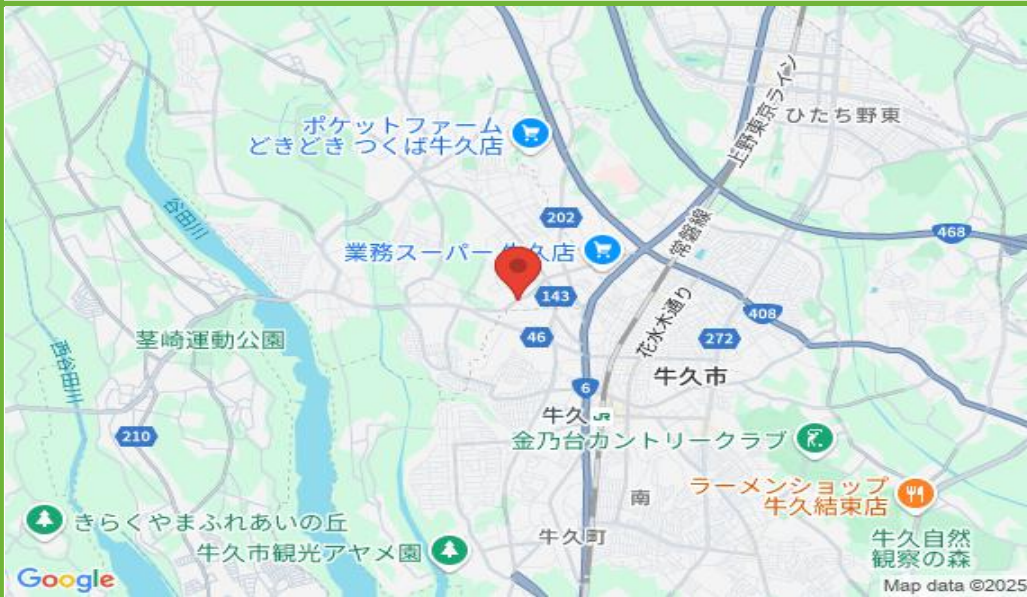 ポケットファーム
どきどき つくば牛久店
上野東京ライン
ひたち野東
谷田川
202
常磐線
468
業務スーパー 牛久店
143
花水木通り
408
茎崎運動公園
46
272
西谷田川
6
牛久市
210
牛久
JR
金乃台カントリークラブ
南
ラーメンショップ
牛久結束店
きらくやまふれあいの丘
牛久町
牛久自然
観察の森
牛久市観光アヤメ園
Google
Map data ©2025